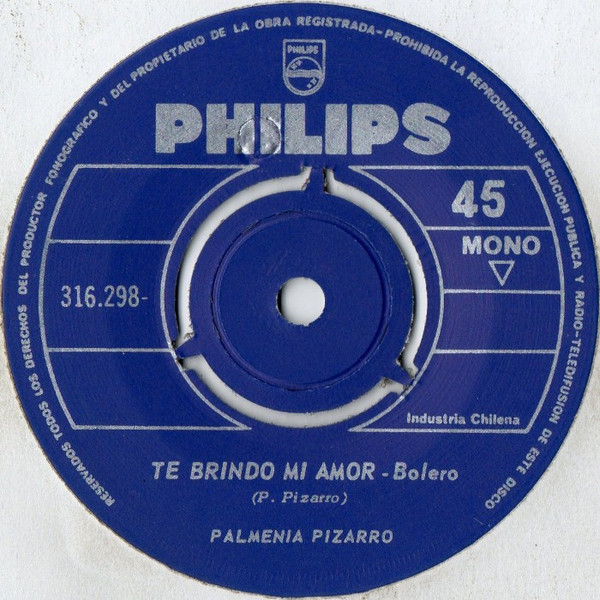 RESERVADOS TODOS LOS DERECHOS DEL PRODUCTOR FONOGRAFICO Y DEL PROPIETARIO DE LA OBRA REGISTRADA-PROHIBIDA LA REPRODUCCION EJECUCION PUBLICA Y RADIO-TELEDIFUSION DE ESTE DISCO
PHILIPS
PHILIPS
45
MONO
316.298-
Industria Chilena
TE BRINDO MI AMOR - Bolero
(P. Pizarro)
PALMENIA PIZARRO